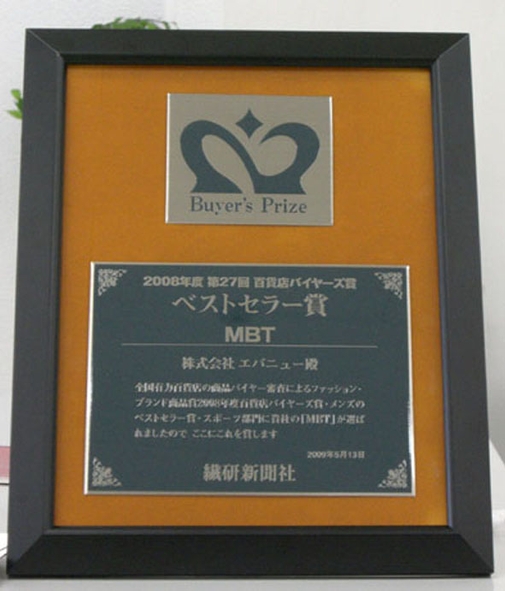 Buyer's Prize
2008年度 第27回 百貨店バイヤーズ賞
ベストセラー賞
MBT
株式会社 エバニュー殿
全国有力百貨店の商品バイヤー審査によるファッション・
ブランド商品賞2008年度百貨店バイヤーズ賞・メンズの
ベストセラー賞・スポーツ部門に貴社の「MBT」が選ば
れましたので ここにこれを賞します
2009年5月13日
繊研新聞社